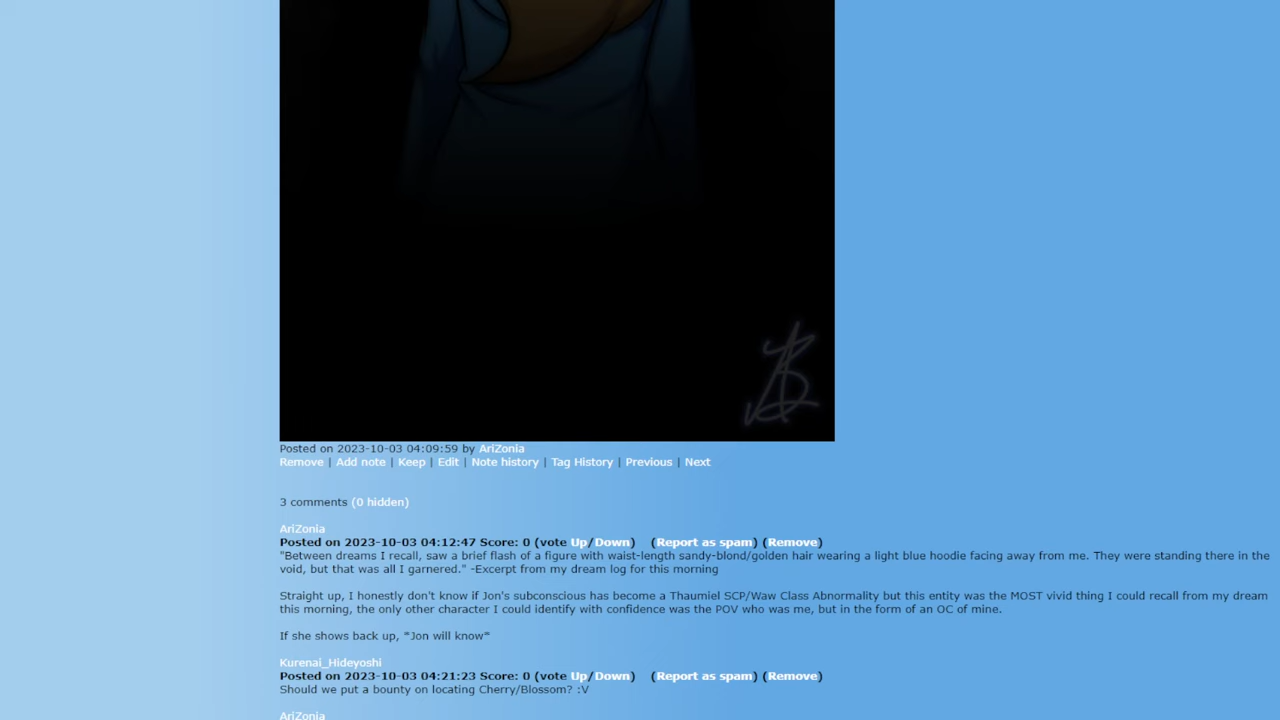 Posted on 2023-10-03 04:09:59 by AriZonia
Remove | Add note | Keep | Edit | Note history | Tag History | Previous | Next
3 comments (0 hidden)
AriZonia
Posted on 2023-10-03 04:12:47 Score: 0 (vote Up/Down) (Report as spam) (Remove)
"Between dreams I recall, saw a brief flash of a figure with waist-length sandy-blond/golden hair wearing a light blue hoodie facing away from me. They were standing there in the
void, but that was all I garnered." -Excerpt from my dream log for this morning
Straight up, I honestly don't know if Jon's subconscious has become a Thaumiel SCP/Waw Class Abnormality but this entity was the MOST vivid thing I could recall from my dream
this morning, the only other character I could identify with confidence was the POV who was me, but in the form of an OC of mine.
If she shows back up, *Jon will know*
Kurenai_Hideyoshi
Posted on 2023-10-03 04:21:23 Score: 0 (vote Up/Down) (Report as spam) (Remove)
Should we put a bounty on locating Cherry/Blossom? :V
AriZonia